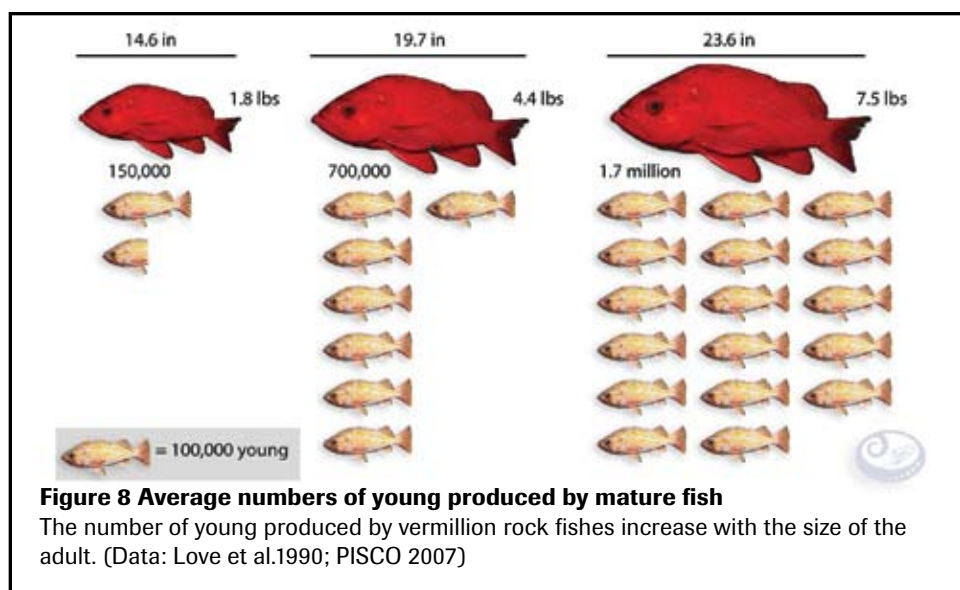 14.6 in
19.7 in
23.6 in
1.8 lbs
4.4 lbs
7.5 lbs
150,000
700,000
1.7 million
= 100,000 young
Figure 8 Average numbers of young produced by mature fish
The number of young produced by vermillion rock fishes increase with the size of the
adult. (Data: Love et al.1990; PISCO 2007)